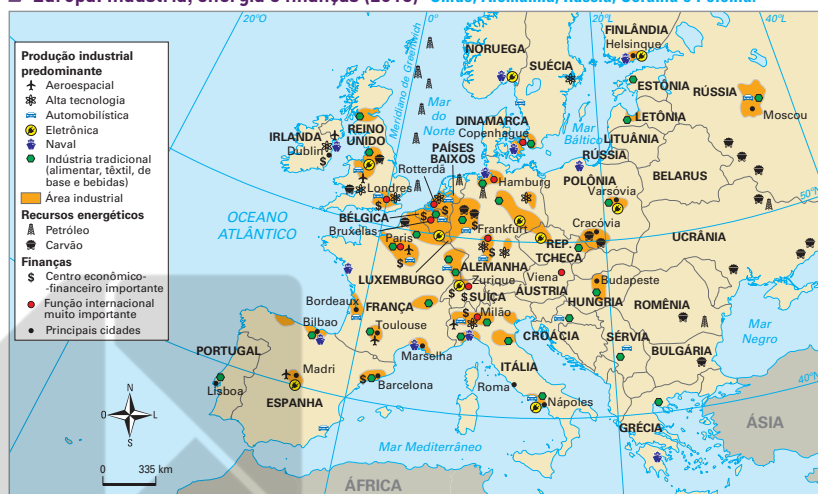 Europa: indústria, energia e finanças (2018)
Produção industrial
predominante
Aeroespacial
Alta tecnologia
Automobilística
Eletrônica
Naval
Indústria tradicional
(alimentar, têxtil, de
base e bebidas)
Área industrial
Recursos energéticos
Petróleo
Carvão
Finanças
$ Centro econômico-
-financeiro importante
Função internacional
muito importante
Principais cidades
20°O
0°
20°L
40°L
Meridiano de Greenwich
NORUEGA
SUÉCIA
FINLÂNDIA
Helsinque
ESTÔNIA
RÚSSIA
Moscou
LETÔNIA
LITUÂNIA
RÚSSIA
Mar
do
Norte
Mar
Báltico
DINAMARCA
Copenhague
IRLANDA
Dublin
$
REINO
UNIDO
Londres
$
PAÍSES
BAIXOS
Roterdã
Hamburg
POLÔNIA
Varsóvia
BELARUS
50°N
OCEANO
ATLÂNTICO
BÉLGICA
Bruxelas
$
$
$
Paris
$
Frankfurt
$
$
Cracóvia
UCRÂNIA
REP.
TCHECA
LUXEMBURGO
ALEMANHA
Zurique
$
$
SUÍÇA
Viena
ÁUSTRIA
Budapeste
HUNGRIA
ROMÊNIA
Bordeaux
FRANÇA
Milão
$
CROÁCIA
SÉRVIA
BULGÁRIA
Mar
Negro
Bilbao
Toulouse
Marselha
ITÁLIA
Roma
Nápoles
PORTUGAL
Lisboa
Madri
ESPANHA
$
Barcelona
GRÉCIA
40°N
ÁSIA
Mar Mediterrâneo
ÁFRICA
N
O
L
S
0
335 km